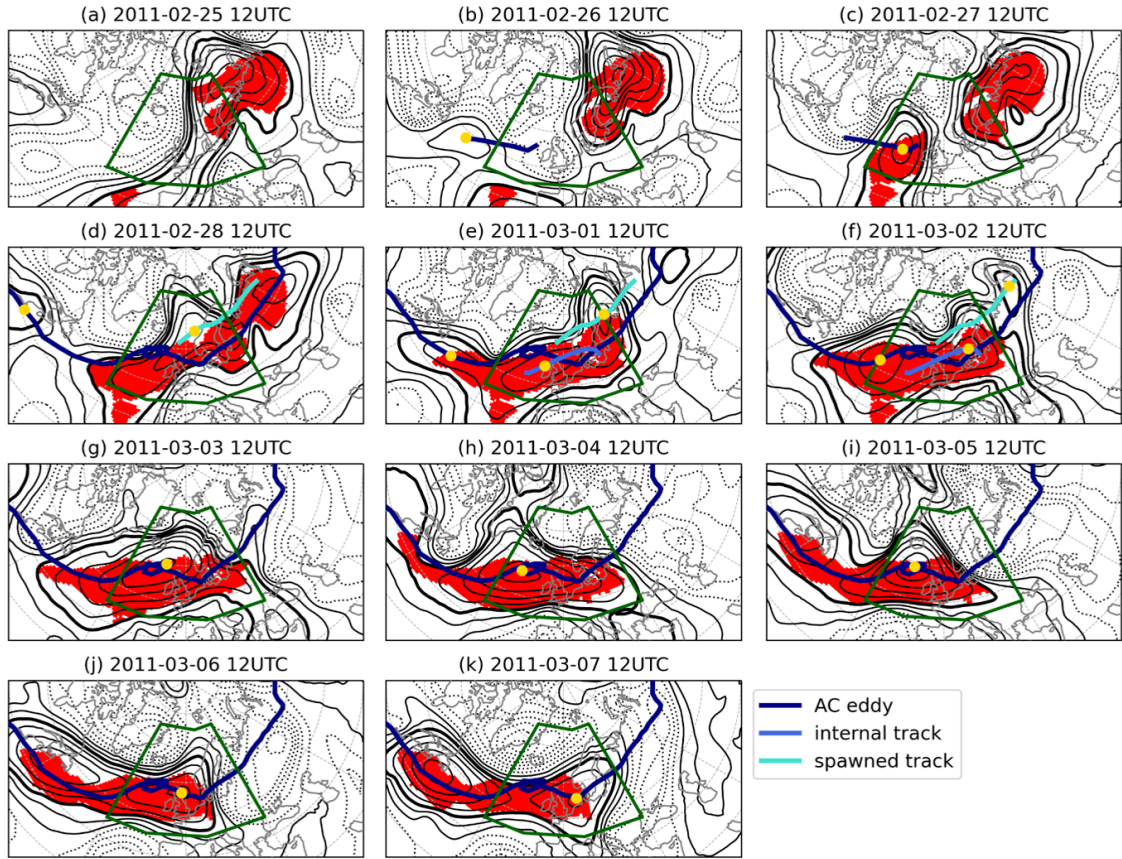 (a) 2011-02-25 12UTC
(b) 2011-02-26 12UTC
(c) 2011-02-27 12UTC
(d) 2011-02-28 12UTC
(e) 2011-03-01 12UTC
(f) 2011-03-02 12UTC
(g) 2011-03-03 12UTC
(h) 2011-03-04 12UTC
(i) 2011-03-05 12UTC
(j) 2011-03-06 12UTC
(k) 2011-03-07 12UTC
AC eddy
internal track
spawned track